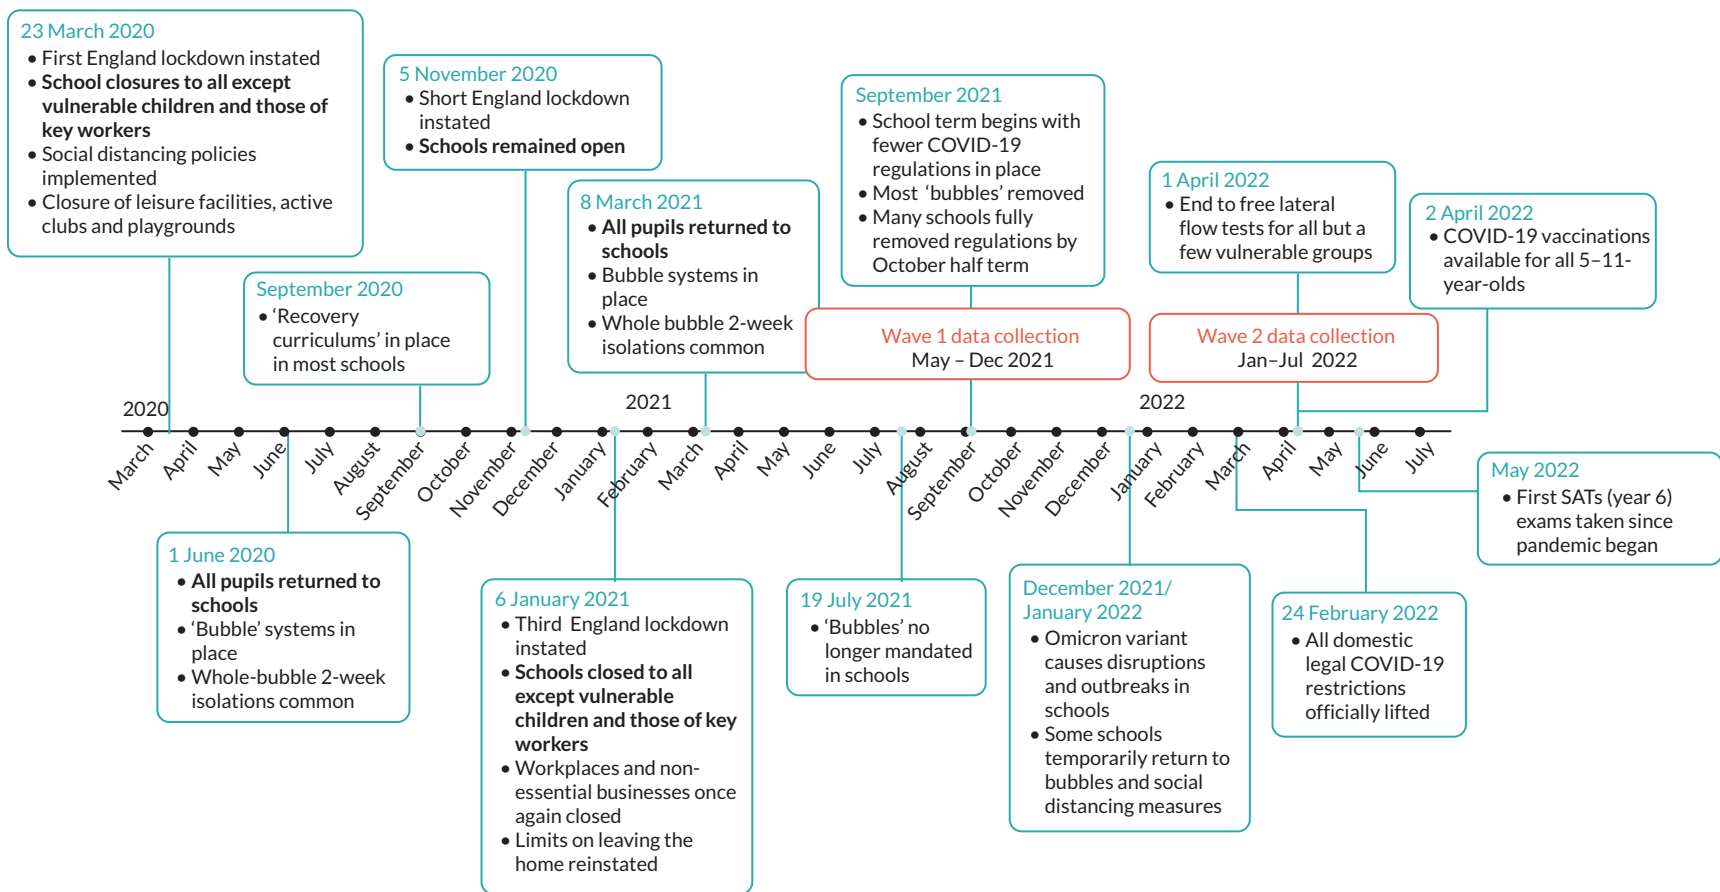 23 March 2020
• First England lockdown instated
• School closures to all except
vulnerable children and those of
key workers
• Social distancing policies
implemented
• Closure of leisure facilities, active
clubs and playgrounds
5 November 2020
• Short England lockdown
instated
• Schools remained open
September 2020
• ‘Recovery
curriculums’ in place
in most schools
8 March 2021
• All pupils returned to
schools
• Bubble systems in
place
• Whole bubble 2-week
isolations common
September 2021
• School term begins with
fewer COVID-19
regulations in place
• Most ‘bubbles’ removed
• Many schools fully
removed regulations by
October half term
1 April 2022
• End to free lateral
flow tests for all but a
few vulnerable groups
2 April 2022
• COVID-19 vaccinations
available for all 5–11-
year-olds
Wave 1 data collection
May – Dec 2021
Wave 2 data collection
Jan–Jul 2022
2020
2021
2022
March
April
May
June
July
August
September
October
November
December
January
February
March
April
May
June
July
August
September
October
November
December
January
February
March
April
May
June
July
1 June 2020
• All pupils returned to
schools
• ‘Bubble’ systems in
place
• Whole-bubble 2-week
isolations common
6 January 2021
• Third England lockdown
instated
• Schools closed to all
except vulnerable
children and those of key
workers
• Workplaces and non-
essential businesses once
again closed
• Limits on leaving the
home reinstated
19 July 2021
• ‘Bubbles’ no
longer mandated
in schools
December 2021/
January 2022
• Omicron variant
causes disruptions
and outbreaks in
schools
• Some schools
temporarily return to
bubbles and social
distancing measures
24 February 2022
• All domestic
legal COVID-19
restrictions
officially lifted
May 2022
• First SATs (year 6)
exams taken since
pandemic began